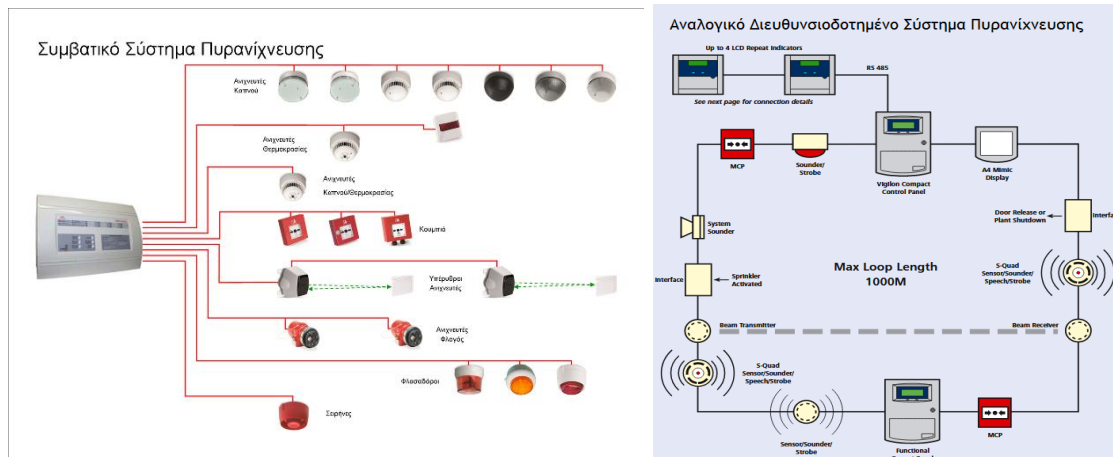 Συμβατικό Σύστημα Πυρανίχνευσης
Ανιχνευτές
Καπνού
Ανιχνευτές
Θερμοκρασίας
Ανιχνευτές
Καπνού/Θερμοκρασίας
Κουμπιά
Υπέρυθροι
Ανιχνευτές
Ανιχνευτές
Φλογός
Φλασαδόροι
Σειρήνες
Αναλογικό Διευθυνσιοδοτημένο Σύστημα Πυρανίχνευσης
Up to 4 LCD Repeat Indicators
RS 485
See next page for connection details
MCP
Sounder/
Strobe
Vigilon Compact
Control Panel
A4 Mimic
Display
System
Sounder
Door Release or
Plant Shutdown
Interfa
Interface
Sprinkler
Activated
Max Loop Length
1000M
S-Quad
Sensor/Sounder/
Speech/Strobe
Beam Transmitter
Beam Receiver
S-Quad
Sensor/Sounder/
Speech/Strobe
Sensor/Sounder/
Strobe
Functional
MCP